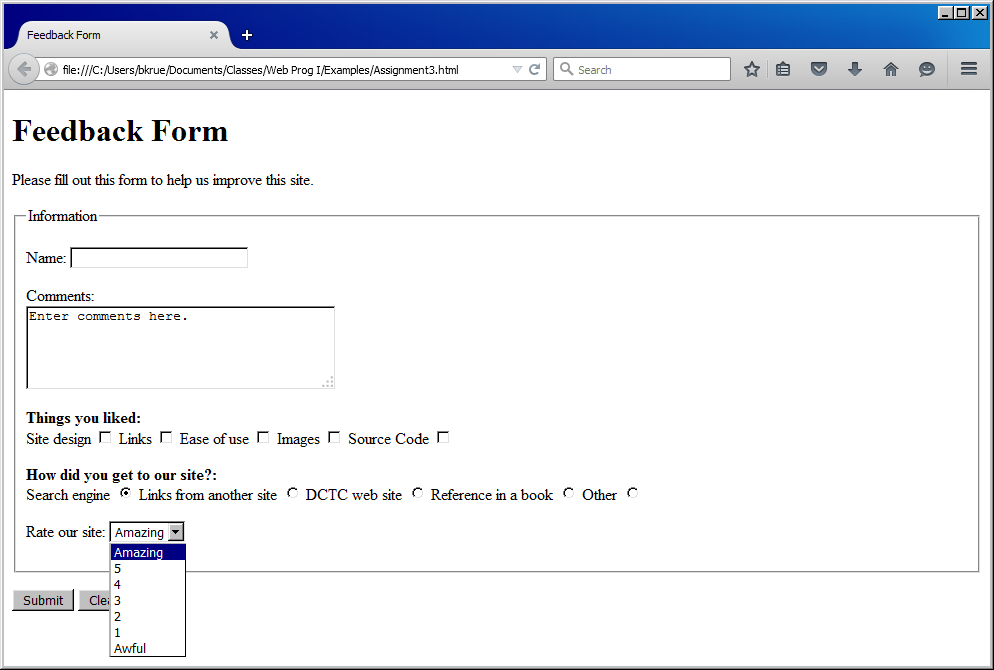 Feedback Form
file:///C:/Users/bkrue/Documents/Classes/Web Prog I/Examples/Assignment3.html
Search
Feedback Form
Please fill out this form to help us improve this site.
Information
Name:
Comments:
Enter comments here.
Things you liked:
Site design Links Ease of use Images Source Code
How did you get to our site?:
Search engine Links from another site DCTC web site Reference in a book Other
Rate our site: Amazing
Amazing
5
4
3
2
1
Awful
Submit